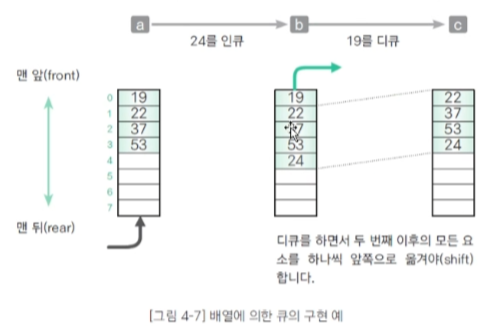 a b c
24를 인큐 19를 디큐
맨 앞(front)
0 19 19 22
1 22 22 37
2 37 7 53
3 53 53 24
4 24
5
6
7
맨 뒤(rear)
디큐를 하면서 두 번째 이후의 모든 요
소를 하나씩 앞쪽으로 옮겨야(shift)
합니다.
[그림 4-7] 배열에 의한 큐의 구현 예